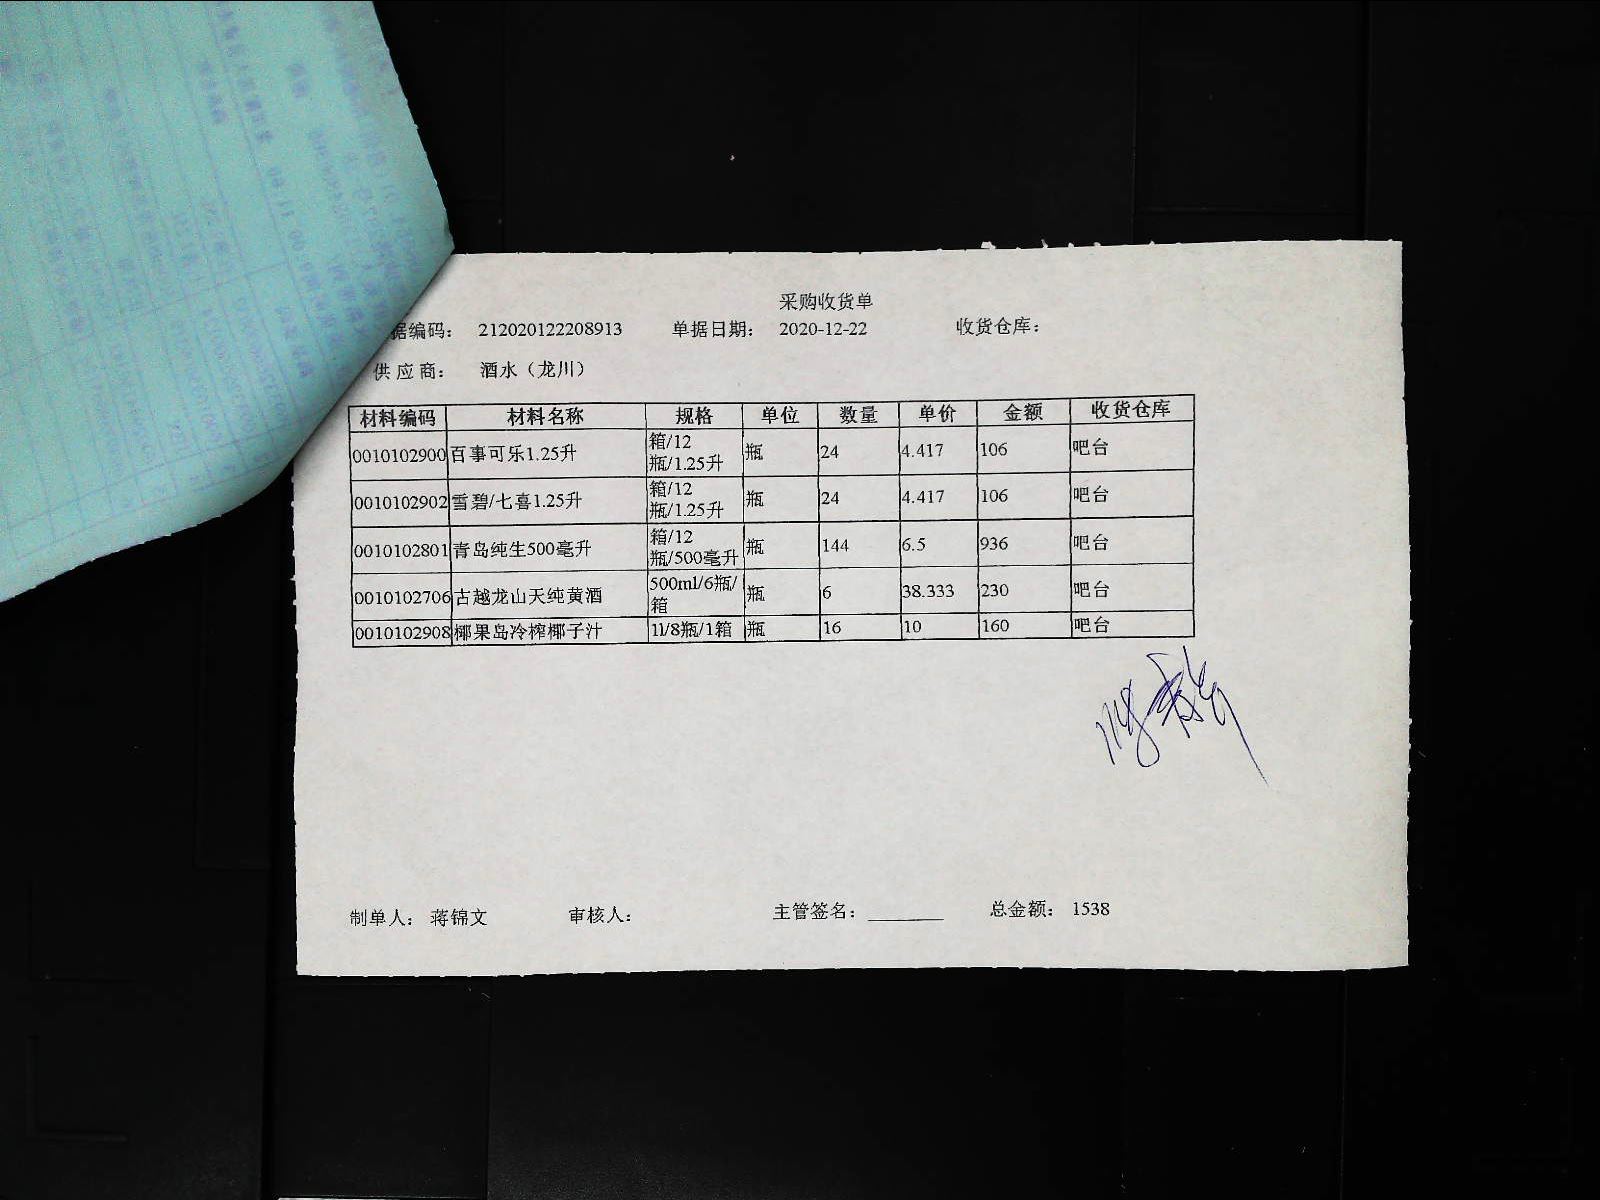 采购收货单
据编码： 212020122208913 单据日期： 2020-12-22 收货仓库：
供应商： 酒水（龙川）
材料编码 材料名称 规格 单位 数量 单价 金额 收货仓库
0010102900 百事可乐1.25升 箱/12瓶/1.25升 瓶 24 4.417 106 吧台
0010102902 雪碧/七喜1.25升 箱/12瓶/1.25升 瓶 24 4.417 106 吧台
0010102801 青岛纯生500毫升 箱/12瓶/500毫升 瓶 144 6.5 936 吧台
0010102706 古越龙山天纯黄酒 500ml/6瓶/箱 瓶 6 38.333 230 吧台
0010102908 椰果岛冷榨椰子汁 1l/8瓶/1箱 瓶 16 10 160 吧台
制单人： 蒋锦文 审核人： 主管签名： 总金额： 1538